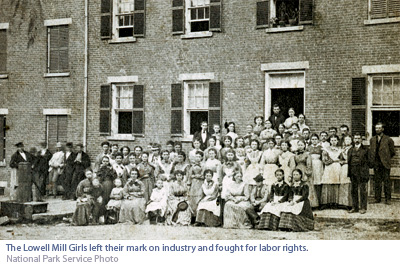 The Lowell Mill Girls left their mark on industry and fought for labor rights.
National Park Service Photo